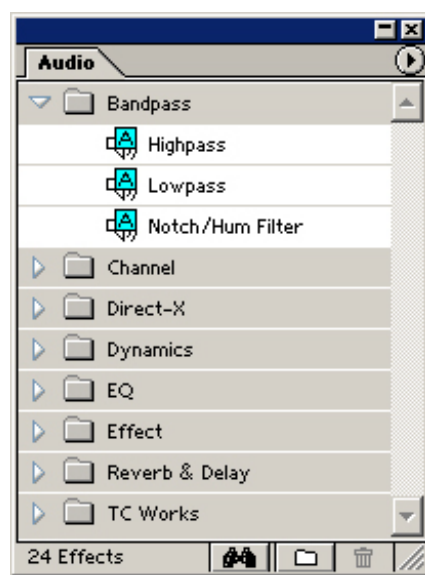 Audio
Bandpass
Highpass
Lowpass
Notch/Hum Filter
Channel
Direct-X
Dynamics
EQ
Effect
Reverb & Delay
TC Works
24 Effects